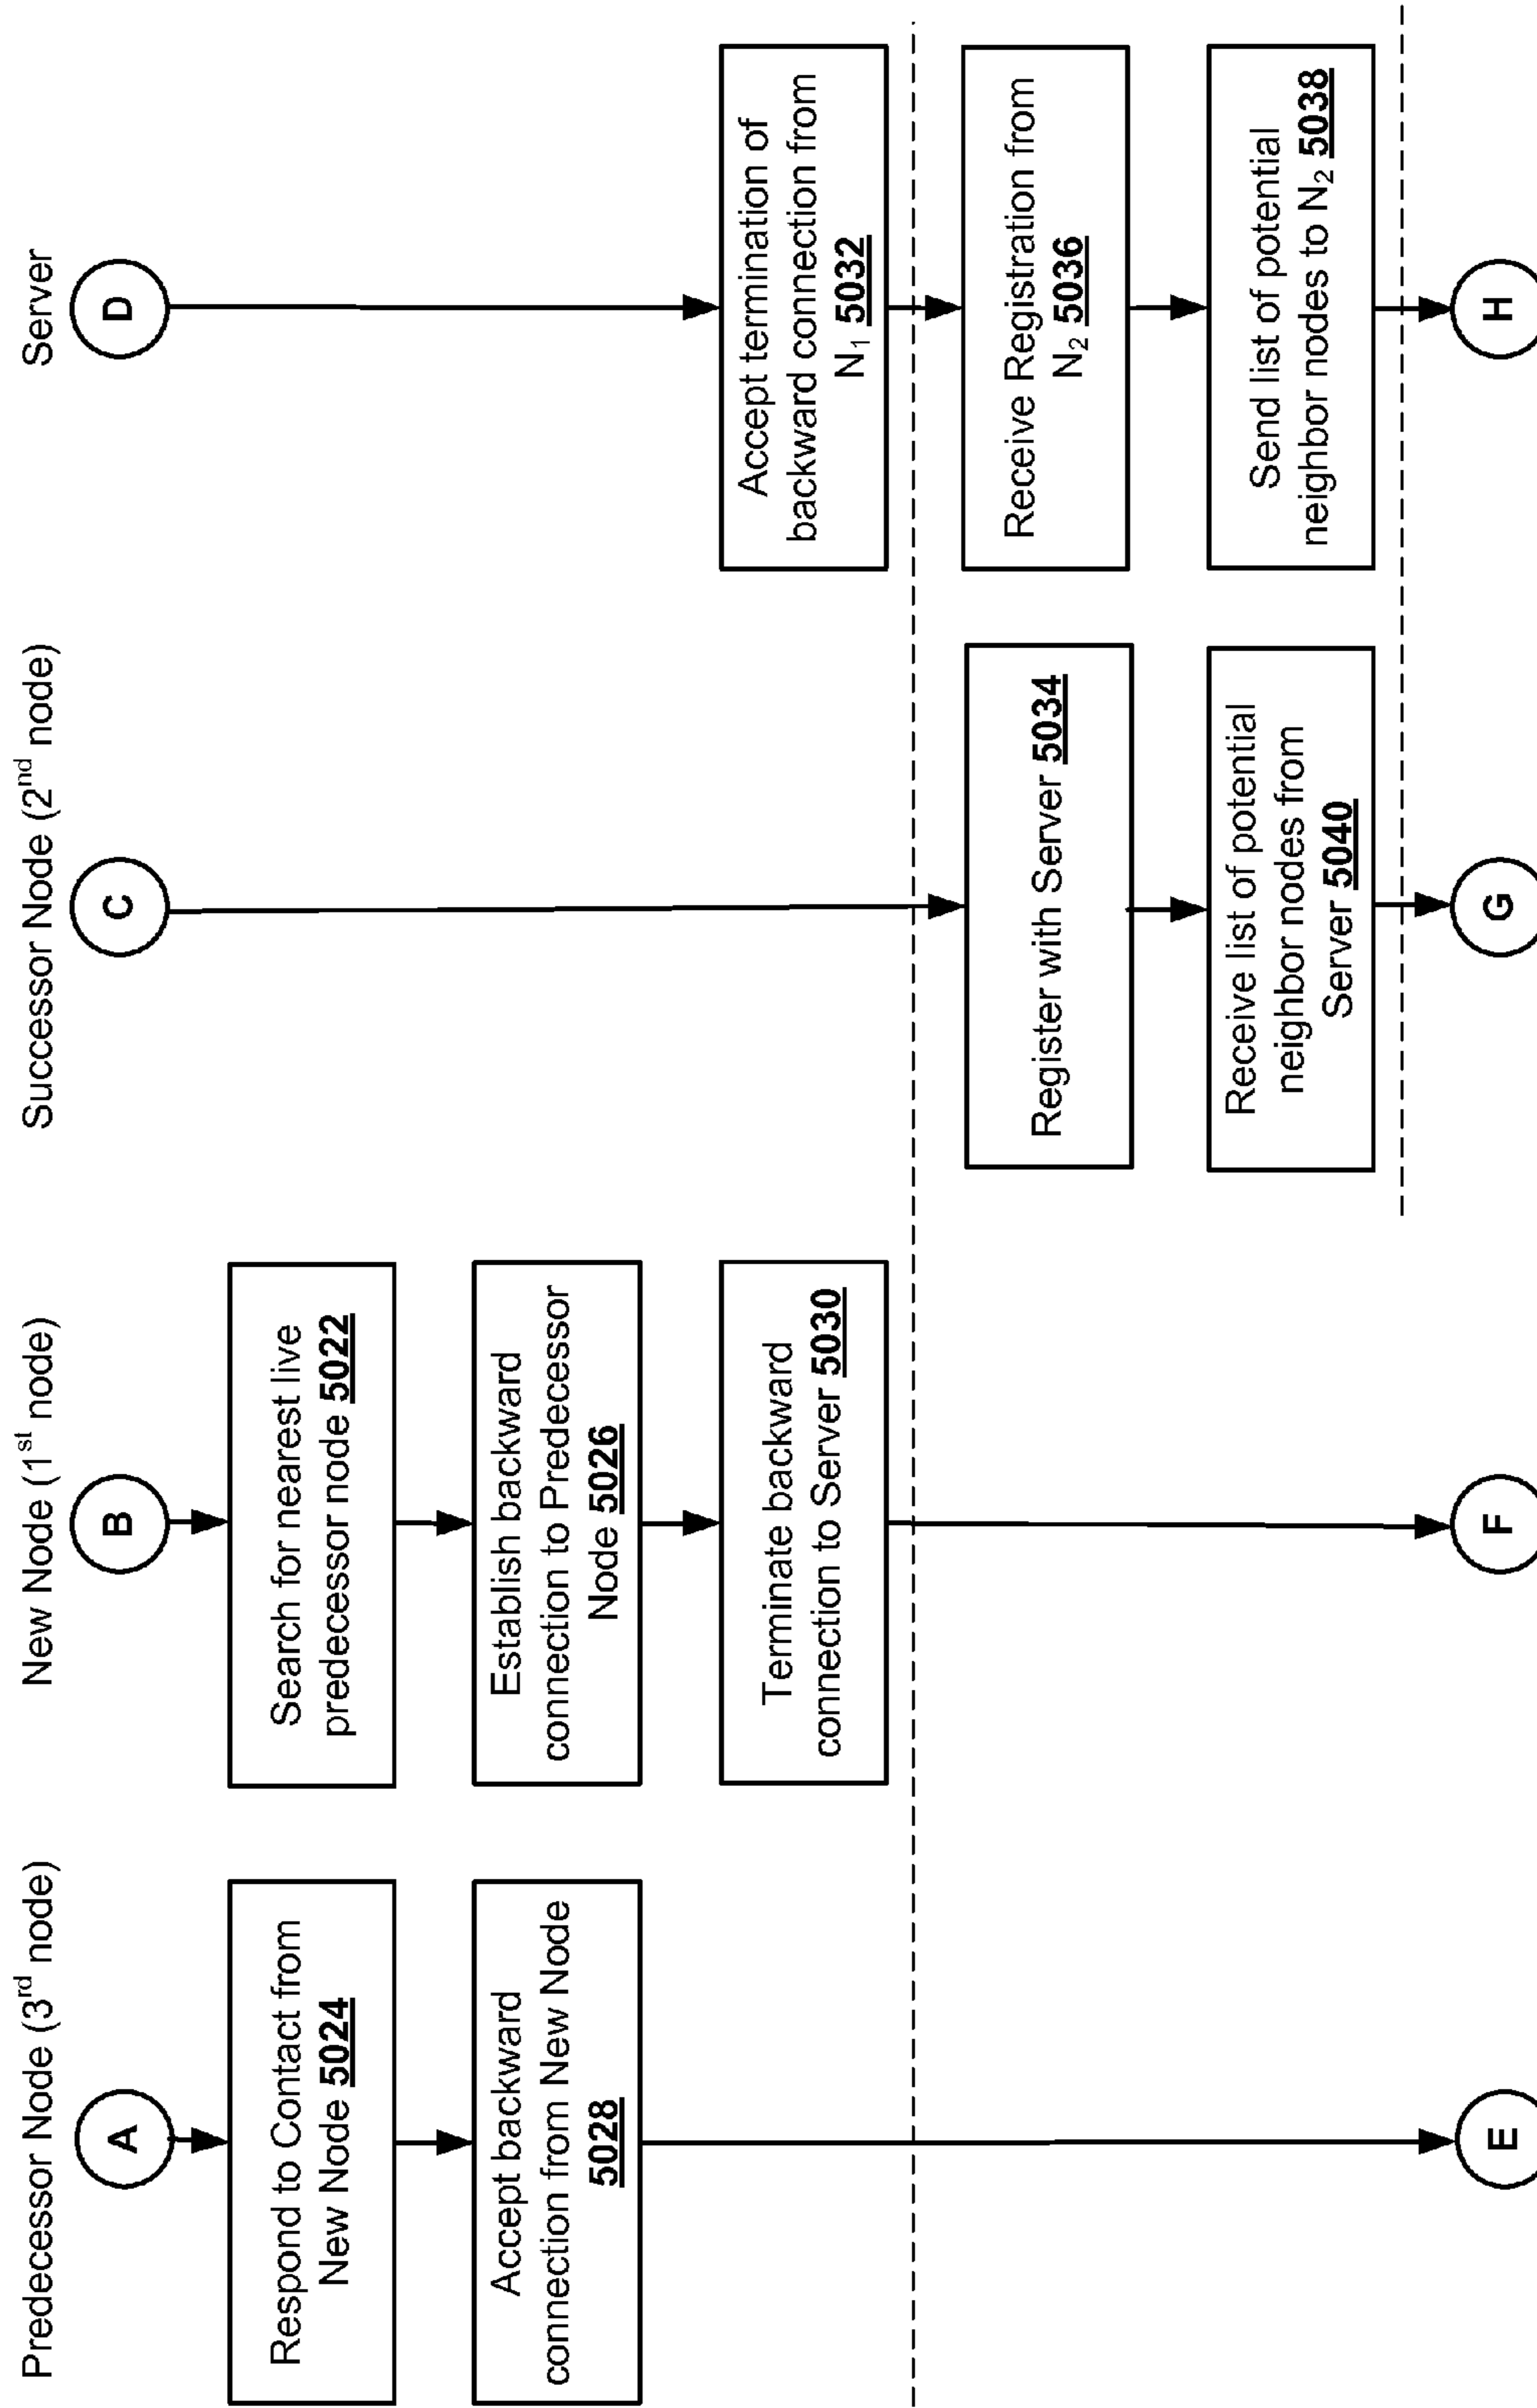 Predecessor Node (3rd node)
New Node (1st node)
Successor Node (2nd node)
Server
A
B
C
D
Respond to Contact from
New Node 5024
Search for nearest live
predecessor node 5022
Accept backward
connection from New Node
5028
Establish backward
connection to Predecessor
Node 5026
Terminate backward
connection to Server 5030
Accept termination of
backward connection from
N₁ 5032
Register with Server 5034
Receive Registration from
N₂ 5036
Receive list of potential
neighbor nodes from
Server 5040
Send list of potential
neighbor nodes to N₂ 5038
E
F
G
H